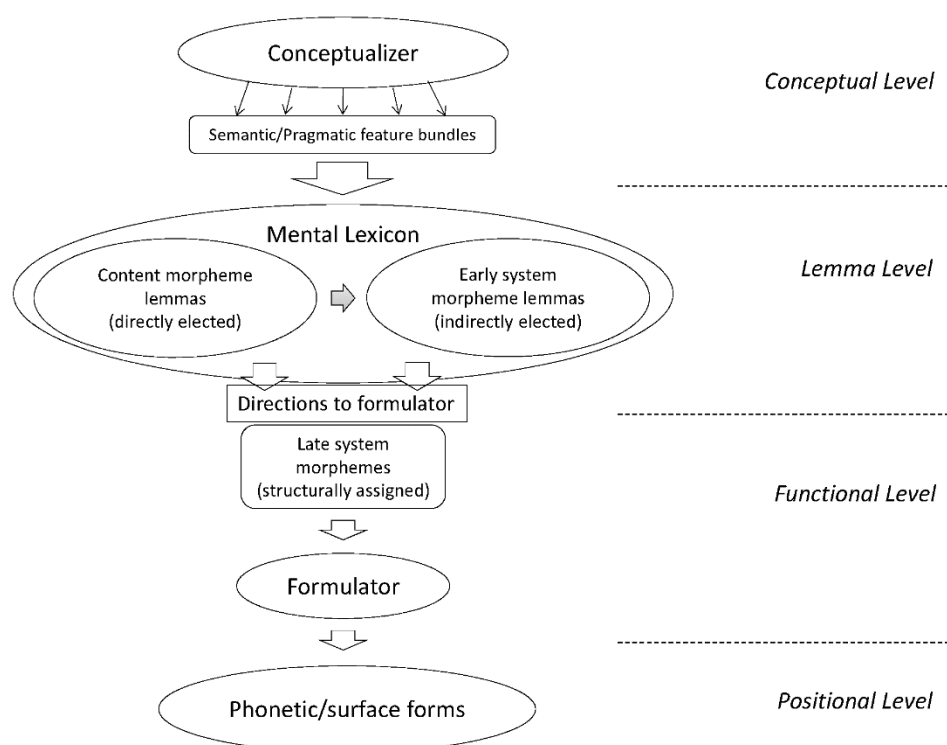 Conceptualizer
Conceptual Level
Semantic/Pragmatic feature bundles
Mental Lexicon
Content morpheme
lemmas
(directly elected)
Early system
morpheme lemmas
(indirectly elected)
Lemma Level
Directions to formulator
Late system
morphemes
(structurally assigned)
Functional Level
Formulator
Phonetic/surface forms
Positional Level